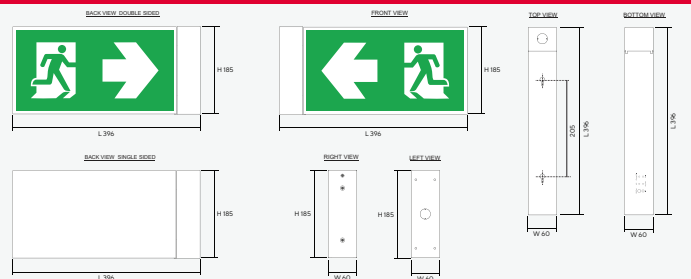 BACK VIEW DOUBLE SIDED
H 185
L 396
FRONT VIEW
H 185
L 396
TOP VIEW
205
L 396
W 60
BOTTOM VIEW
L 396
W 60
BACK VIEW SINGLE SIDED
H 185
L 396
RIGHT VIEW
H 185
W 60
LEFT VIEW
H 185
W 60